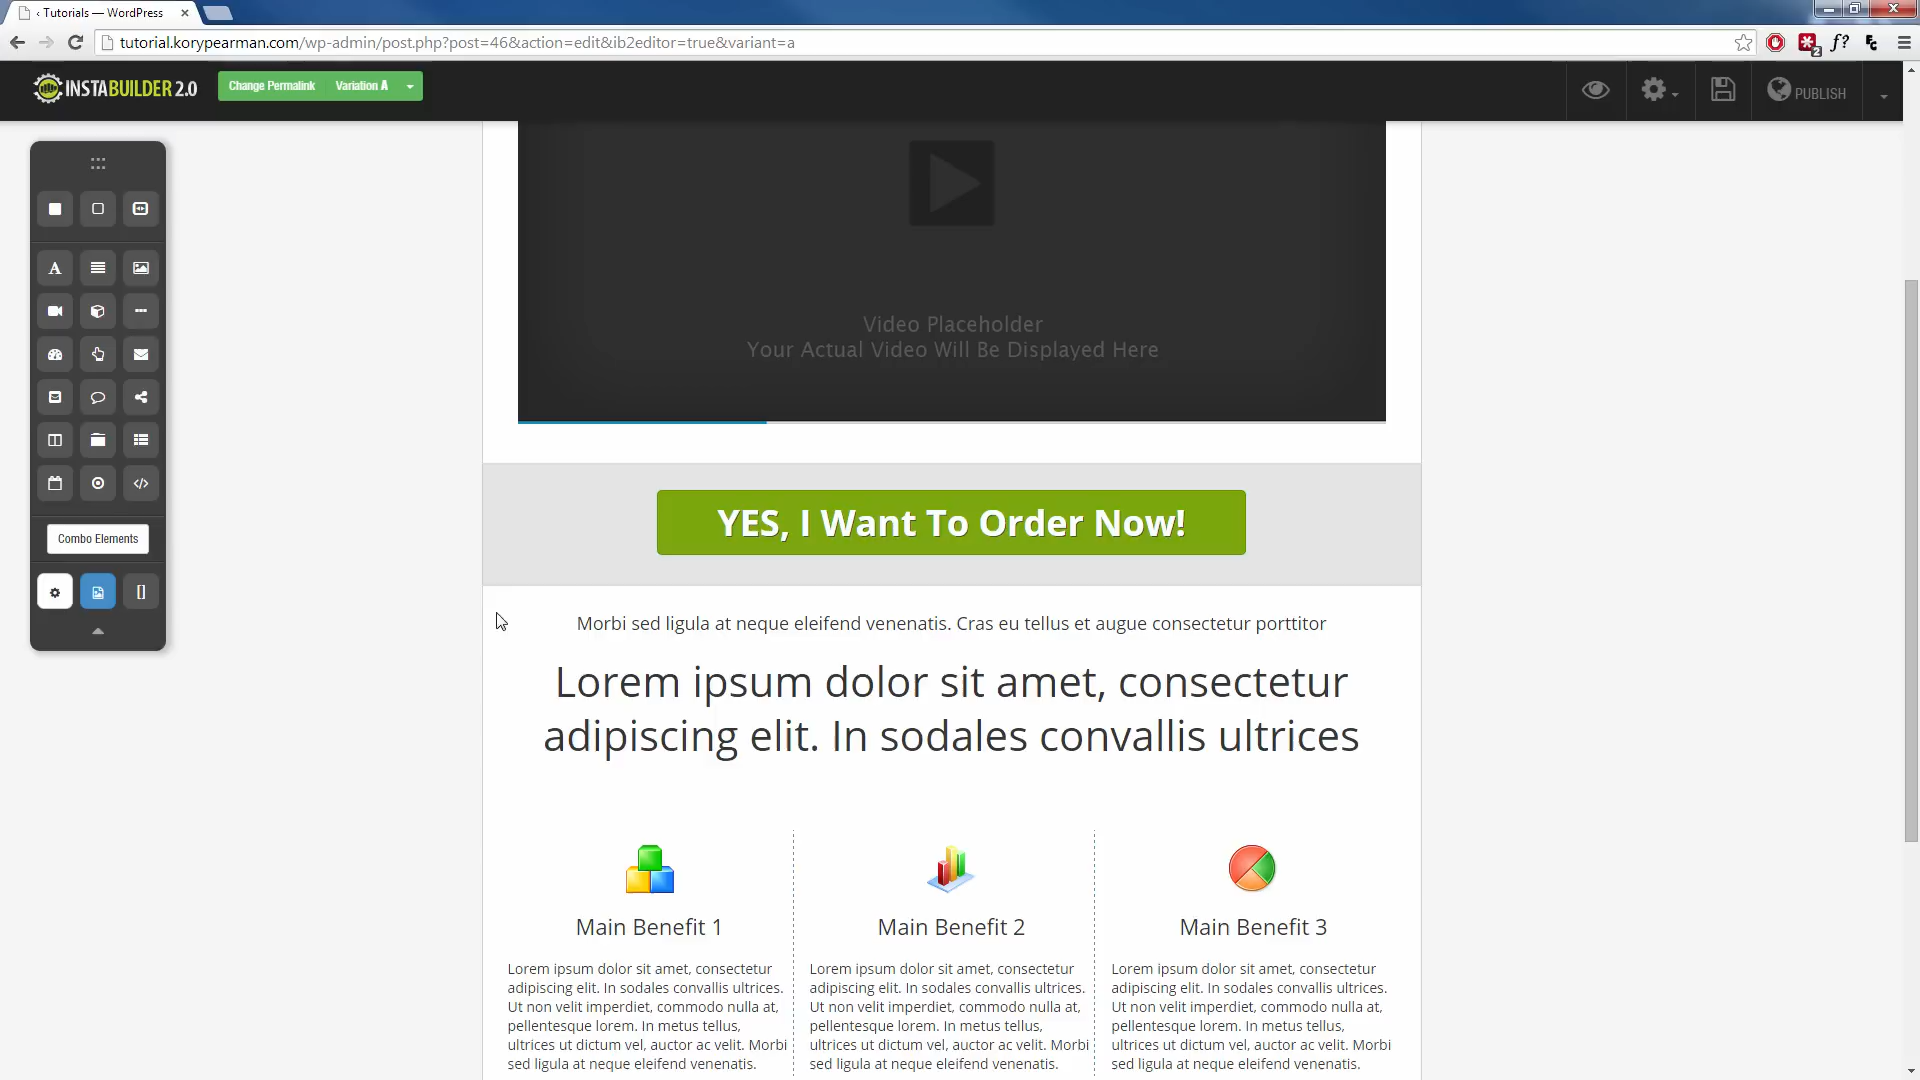 ‹ Tutorials — WordPress
tutorial.korypearman.com/wp-admin/post.php?post=46&action=edit&ib2editor=true&variant=a
2
f?
INSTABUILDER 2.0
Change Permalink
Variation A
PUBLISH
Video Placeholder
Your Actual Video Will Be Displayed Here
Combo Elements
YES, I Want To Order Now!
Morbi sed ligula at neque eleifend venenatis. Cras eu tellus et augue consectetur porttitor
Lorem ipsum dolor sit amet, consectetur
adipiscing elit. In sodales convallis ultrices
Main Benefit 1
Lorem ipsum dolor sit amet, consectetur
adipiscing elit. In sodales convallis ultrices.
Ut non velit imperdiet, commodo nulla at,
pellentesque lorem. In metus tellus,
ultrices ut dictum vel, auctor ac velit. Morbi
sed ligula at neque eleifend venenatis.
Main Benefit 2
Lorem ipsum dolor sit amet, consectetur
adipiscing elit. In sodales convallis ultrices.
Ut non velit imperdiet, commodo nulla at,
pellentesque lorem. In metus tellus,
ultrices ut dictum vel, auctor ac velit. Morbi
sed ligula at neque eleifend venenatis.
Main Benefit 3
Lorem ipsum dolor sit amet, consectetur
adipiscing elit. In sodales convallis ultrices.
Ut non velit imperdiet, commodo nulla at,
pellentesque lorem. In metus tellus,
ultrices ut dictum vel, auctor ac velit. Morbi
sed ligula at neque eleifend venenatis.